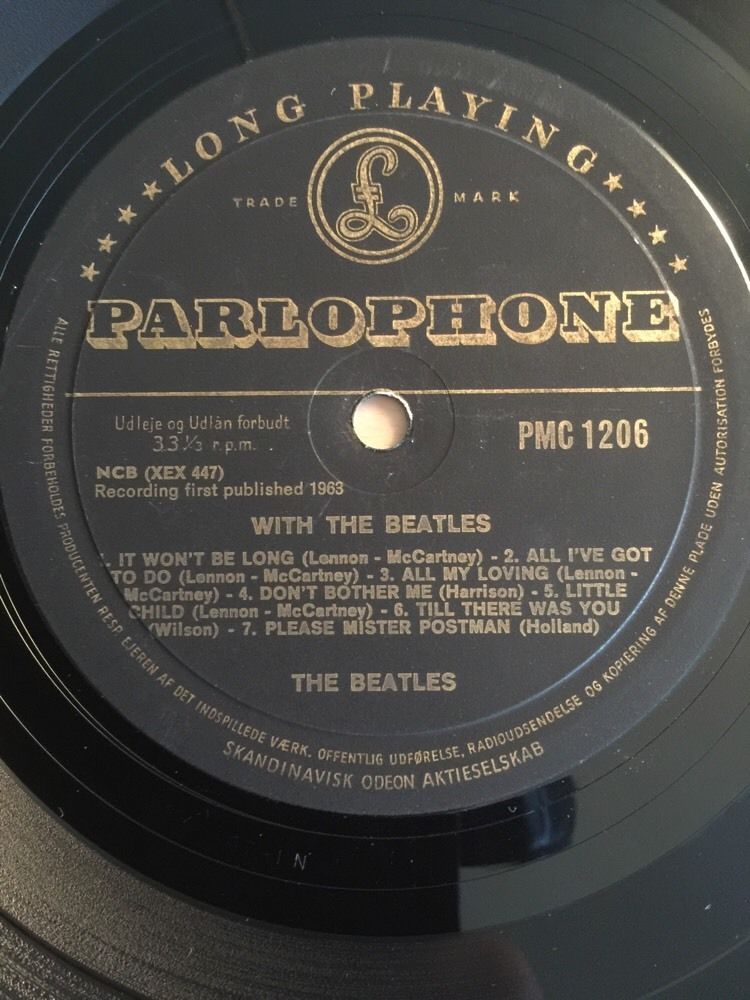 ★★★★ LONG PLAYING ★★★★
TRADE £ MARK
PARLOPHONE
Udleje og Udlån forbudt
33⅓ r.p.m.
PMC 1206
NCB (XEX 447)
Recording first published 1963
WITH THE BEATLES
. IT WON'T BE LONG (Lennon - McCartney) - 2. ALL I'VE GOT
TO DO (Lennon - McCartney) - 3. ALL MY LOVING (Lennon -
McCartney) - 4. DON'T BOTHER ME (Harrison) - 5. LITTLE
CHILD (Lennon - McCartney) - 6. TILL THERE WAS YOU
(Wilson) - 7. PLEASE MISTER POSTMAN (Holland)
THE BEATLES
ALLE RETTIGHEDER FORBEHOLDES PRODUCENTEN RESP. EJEREN AF DET INDSPILLEDE VÆRK. OFFENTLIG UDFØRELSE, RADIOUDSENDELSE OG KOPIERING AF DENNE PLADE UDEN AUTORISATION FORBYDES
SKANDINAVISK ODEON AKTIESELSKAB
N